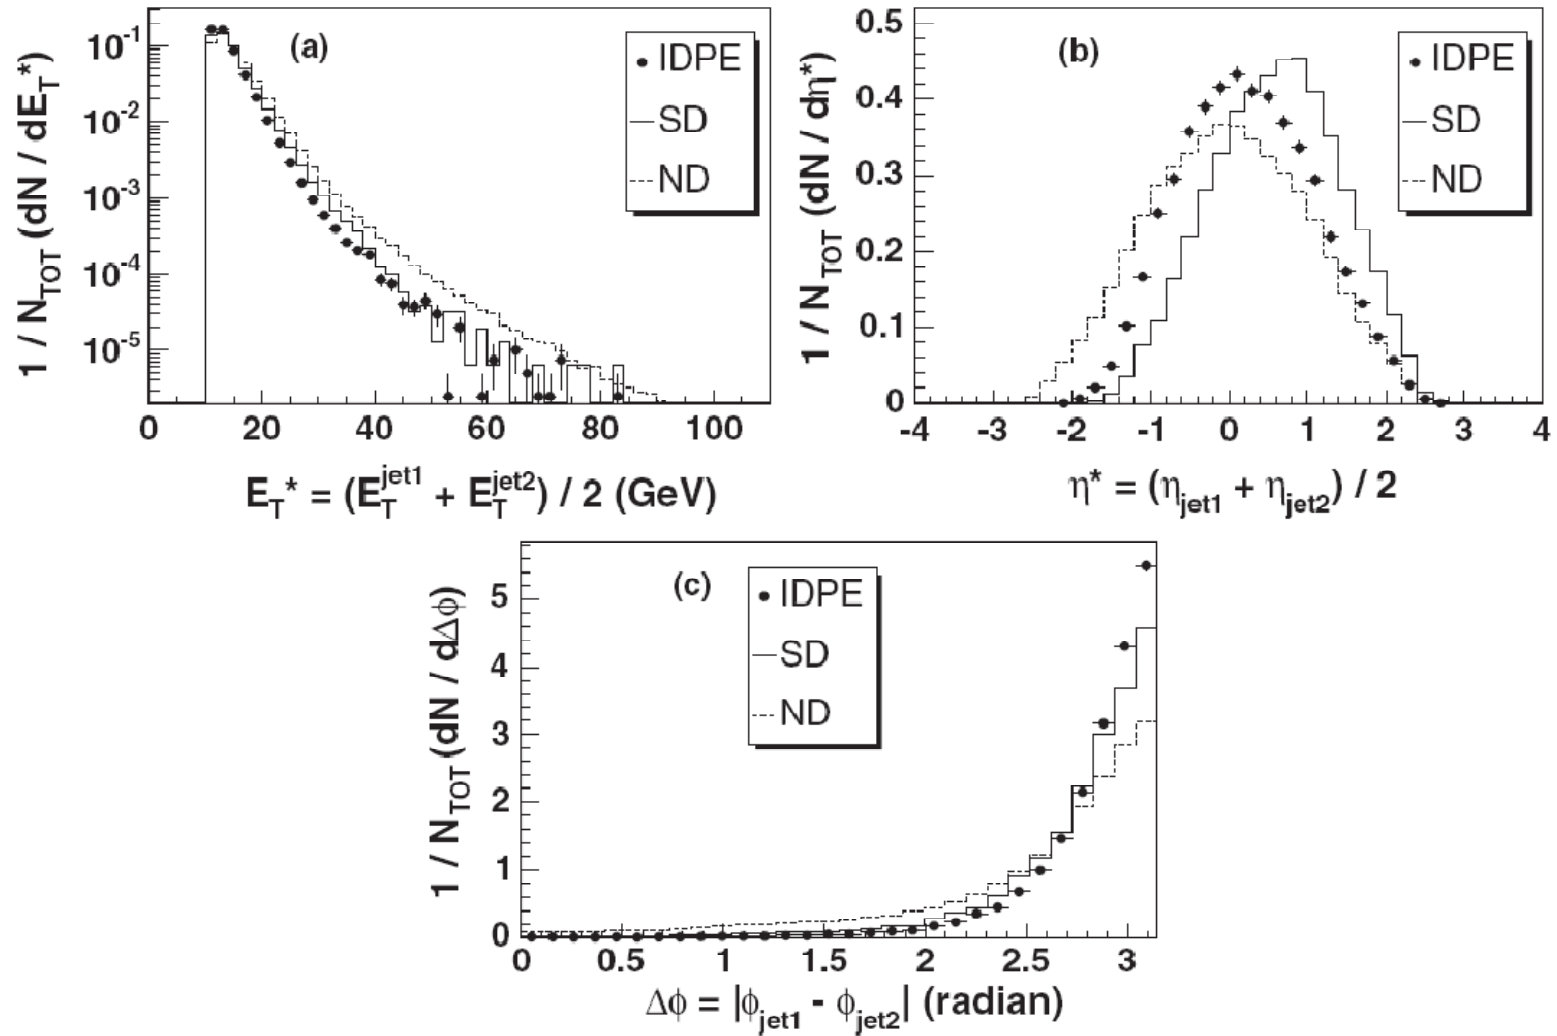 (a)
IDPE
SD
ND
1 / N_TOT (dN / dE_T*)
10^-1
10^-2
10^-3
10^-4
10^-5
0 20 40 60 80 100
E_T* = (E_T^jet1 + E_T^jet2) / 2 (GeV)
(b)
IDPE
SD
ND
1 / N_TOT (dN / dη*)
0.5
0.4
0.3
0.2
0.1
0
-4 -3 -2 -1 0 1 2 3 4
η* = (η_jet1 + η_jet2) / 2
(c)
IDPE
SD
ND
1 / N_TOT (dN / dΔϕ)
5
4
3
2
1
0
0 0.5 1 1.5 2 2.5 3
Δϕ = |ϕ_jet1 - ϕ_jet2| (radian)